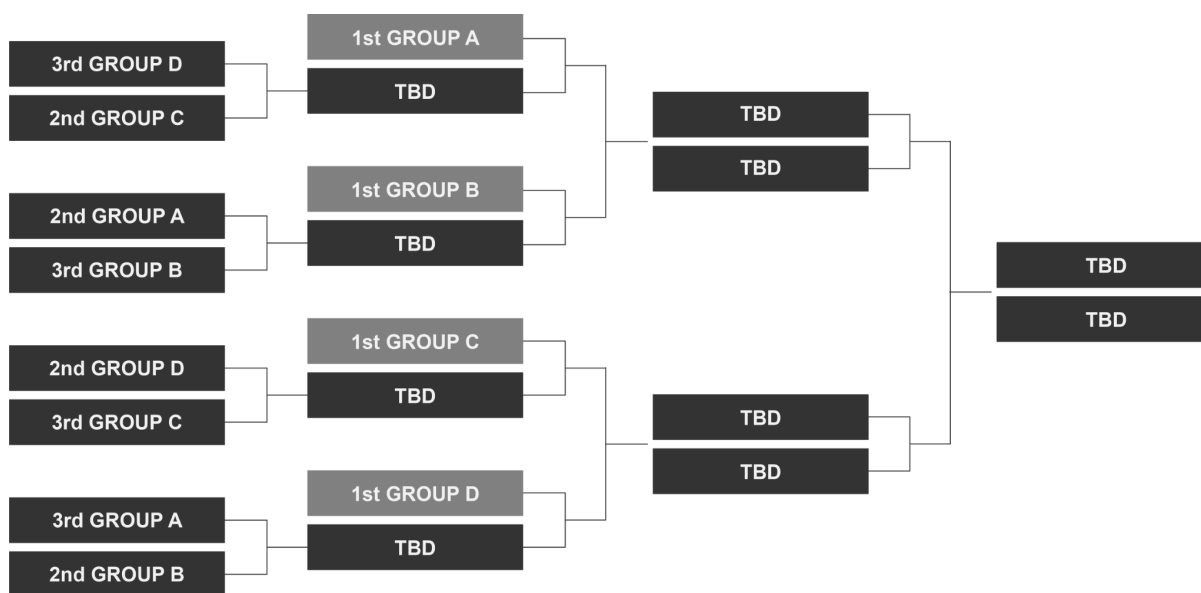 3rd GROUP D
2nd GROUP C
2nd GROUP A
3rd GROUP B
2nd GROUP D
3rd GROUP C
3rd GROUP A
2nd GROUP B
1st GROUP A
TBD
1st GROUP B
TBD
1st GROUP C
TBD
1st GROUP D
TBD
TBD
TBD
TBD
TBD
TBD
TBD